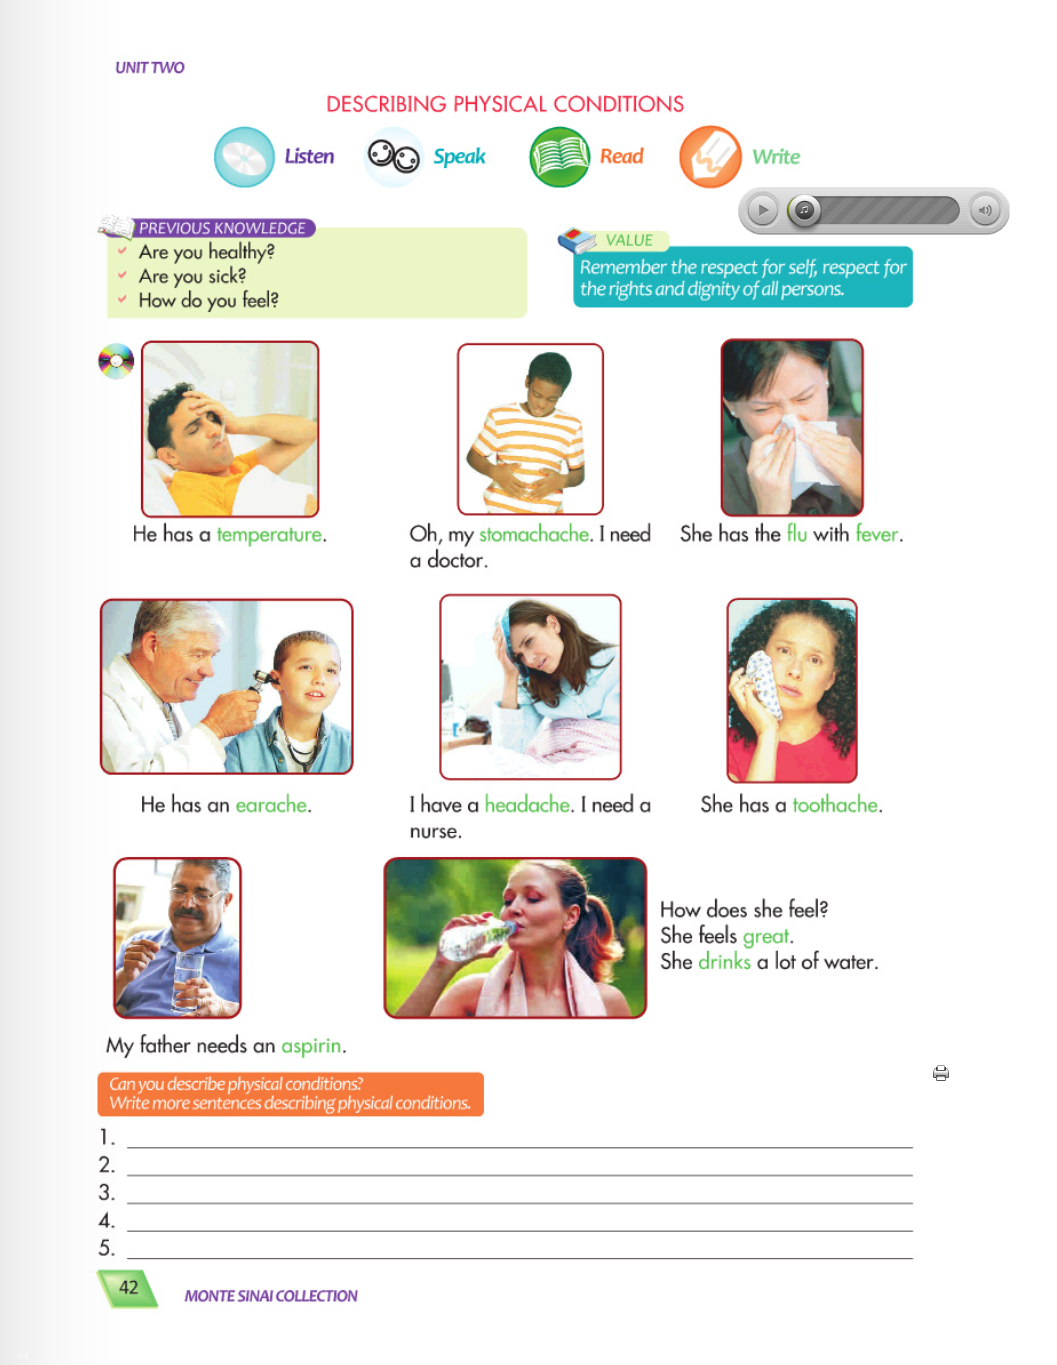 UNIT TWO
DESCRIBING PHYSICAL CONDITIONS
Listen
Speak
Read
Write
PREVIOUS KNOWLEDGE
Are you healthy?
Are you sick?
How do you feel?
VALUE
Remember the respect for self, respect for
the rights and dignity of all persons.
He has a temperature.
Oh, my stomachache. I need
a doctor.
She has the flu with fever.
He has an earache.
I have a headache. I need a
nurse.
She has a toothache.
My father needs an aspirin.
How does she feel?
She feels great.
She drinks a lot of water.
Can you describe physical conditions?
Write more sentences describing physical conditions.
1.
2.
3.
4.
5.
42
MONTE SINAI COLLECTION